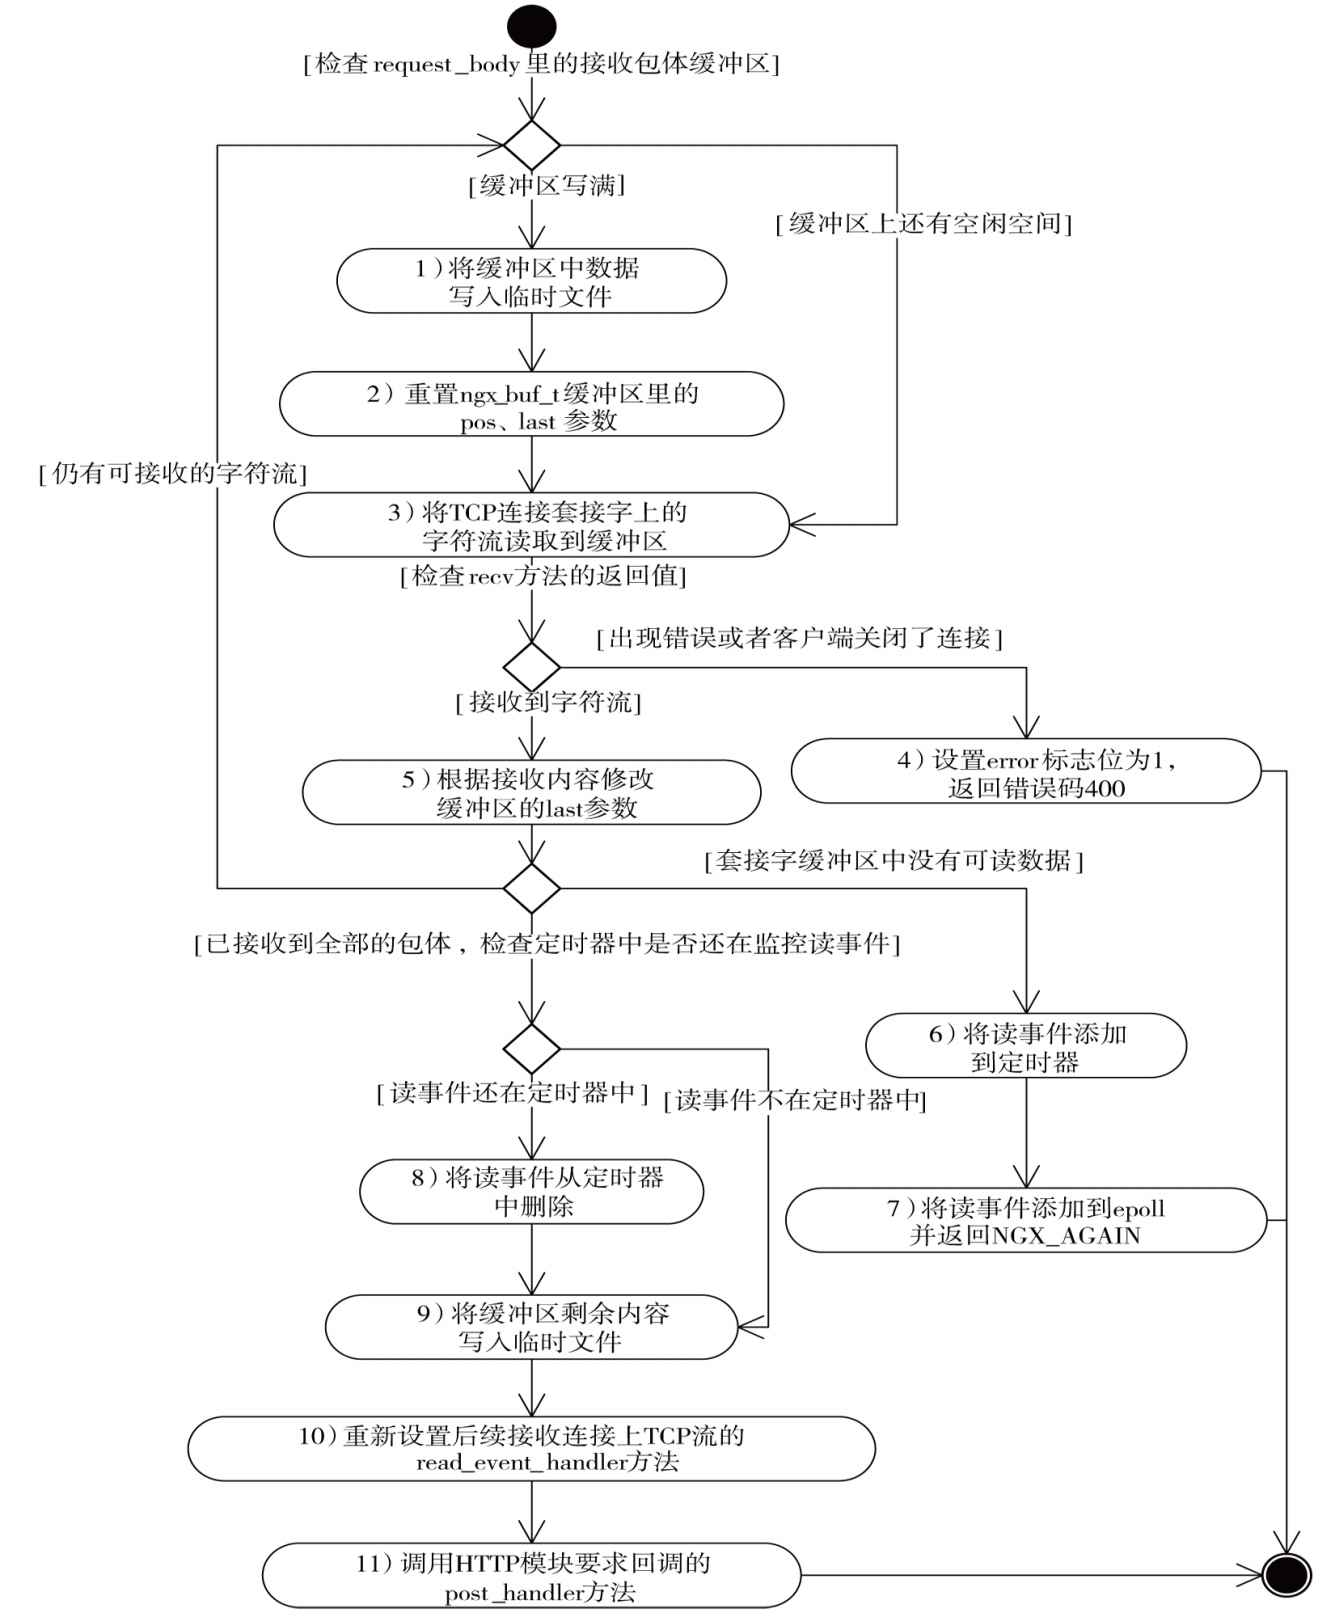 [检查request_body里的接收包体缓冲区]
[缓冲区写满]
[缓冲区上还有空闲空间]
1)将缓冲区中数据
写入临时文件
2)重置ngx_buf_t缓冲区里的
pos、last 参数
[仍有可接收的字符流]
3)将TCP连接套接字上的
字符流读取到缓冲区
[检查recv方法的返回值]
[出现错误或者客户端关闭了连接]
[接收到字符流]
4)设置error标志位为1,
返回错误码400
5)根据接收内容修改
缓冲区的last参数
[套接字缓冲区中没有可读数据]
[已接收到全部的包体,检查定时器中是否还在监控读事件]
6)将读事件添加
到定时器
[读事件还在定时器中]
[读事件不在定时器中]
8)将读事件从定时器
中删除
7)将读事件添加到epoll
并返回NGX_AGAIN
9)将缓冲区剩余内容
写入临时文件
10)重新设置后续接收连接上TCP流的
read_event_handler方法
11)调用HTTP模块要求回调的
post_handler方法